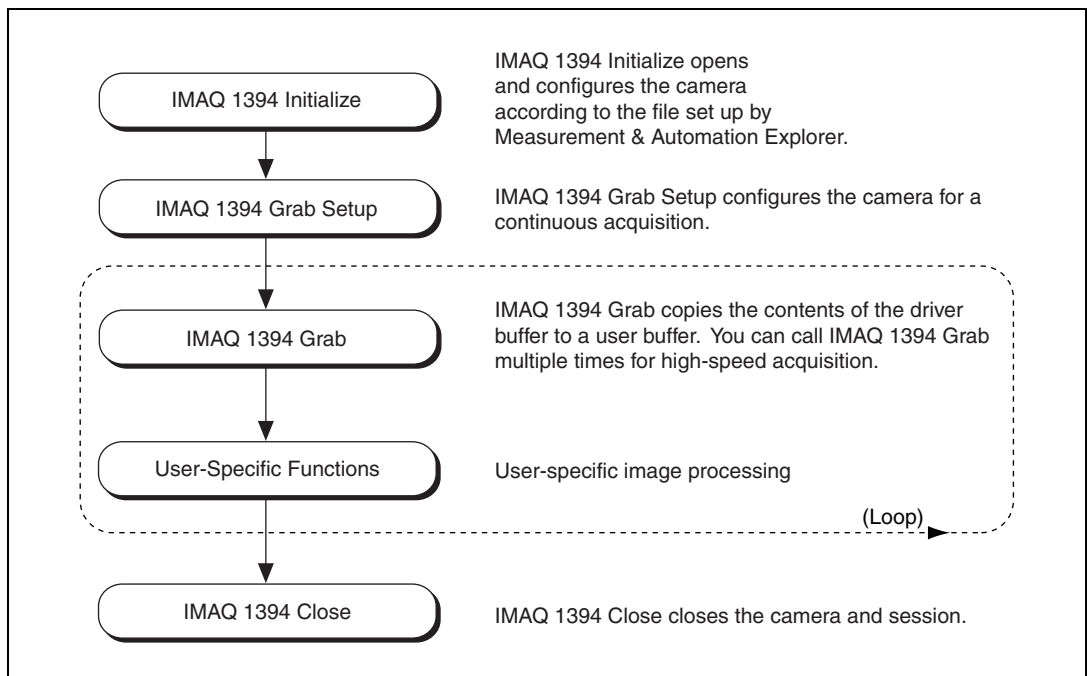 IMAQ 1394 Initialize
IMAQ 1394 Initialize opens
and configures the camera
according to the file set up by
Measurement & Automation Explorer.
IMAQ 1394 Grab Setup
IMAQ 1394 Grab Setup configures the camera for a
continuous acquisition.
IMAQ 1394 Grab
IMAQ 1394 Grab copies the contents of the driver
buffer to a user buffer. You can call IMAQ 1394 Grab
multiple times for high-speed acquisition.
User-Specific Functions
User-specific image processing
(Loop)
IMAQ 1394 Close
IMAQ 1394 Close closes the camera and session.